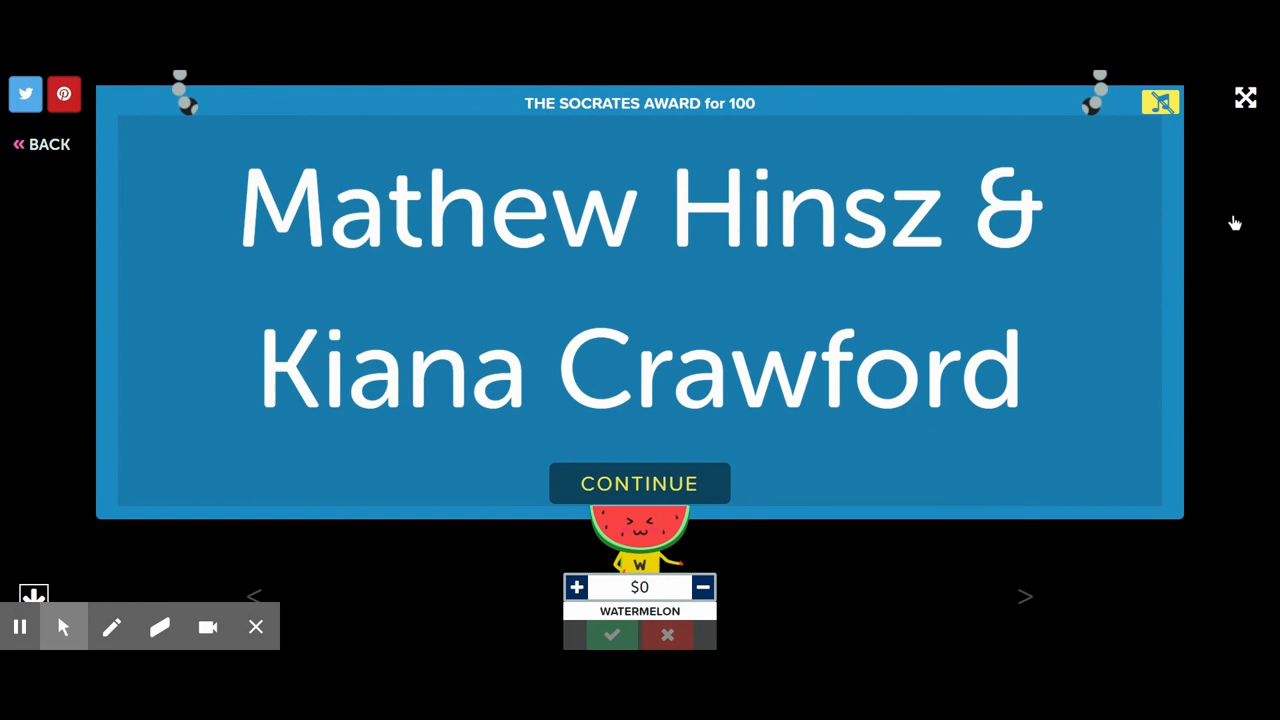 THE SOCRATES AWARD for 100
« BACK
Mathew Hinsz &
Kiana Crawford
CONTINUE
W
$0
WATERMELON